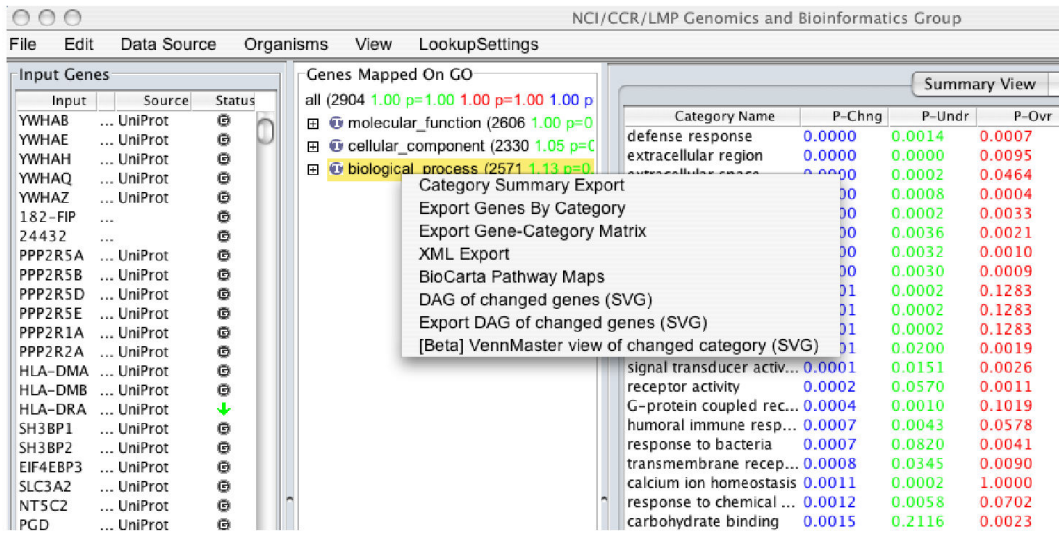 NCI/CCR/LMP Genomics and Bioinformatics Group
File Edit Data Source Organisms View LookupSettings
Input Genes
Input Source Status
YWHAB ... UniProt
YWHAE ... UniProt
YWHAH ... UniProt
YWHAQ ... UniProt
YWHAZ ... UniProt
182-FIP ...
24432 ...
PPP2R5A ... UniProt
PPP2R5B ... UniProt
PPP2R5D ... UniProt
PPP2R5E ... UniProt
PPP2R1A ... UniProt
PPP2R2A ... UniProt
HLA-DMA ... UniProt
HLA-DMB ... UniProt
HLA-DRA ... UniProt
SH3BP1 ... UniProt
SH3BP2 ... UniProt
EIF4EBP3 ... UniProt
SLC3A2 ... UniProt
NT5C2 ... UniProt
PGD ... UniProt
Genes Mapped On GO
all (2904 1.00 p=1.00 1.00 p=1.00 1.00 p
molecular_function (2606 1.00 p=0
cellular_component (2330 1.05 p=0
biological_process (2571 1.13 p=0.
Category Summary Export
Export Genes By Category
Export Gene-Category Matrix
XML Export
BioCarta Pathway Maps
DAG of changed genes (SVG)
Export DAG of changed genes (SVG)
[Beta] VennMaster view of changed category (SVG)
Summary View
Category Name P-Chng P-Undr P-Ovr
defense response 0.0000 0.0014 0.0007
extracellular region 0.0000 0.0000 0.0095
extracellular space 0.0000 0.0002 0.0464
00 0.0008 0.0004
00 0.0002 0.0033
00 0.0036 0.0021
00 0.0032 0.0010
00 0.0030 0.0009
01 0.0002 0.1283
01 0.0002 0.1283
01 0.0200 0.0019
signal transducer activ... 0.0001 0.0151 0.0026
receptor activity 0.0002 0.0570 0.0011
G-protein coupled rec... 0.0004 0.0010 0.1019
humoral immune resp... 0.0007 0.0043 0.0578
response to bacteria 0.0007 0.0820 0.0041
transmembrane recep... 0.0008 0.0345 0.0090
calcium ion homeostasis 0.0011 0.0002 1.0000
response to chemical ... 0.0012 0.0058 0.0702
carbohydrate binding 0.0015 0.2116 0.0023